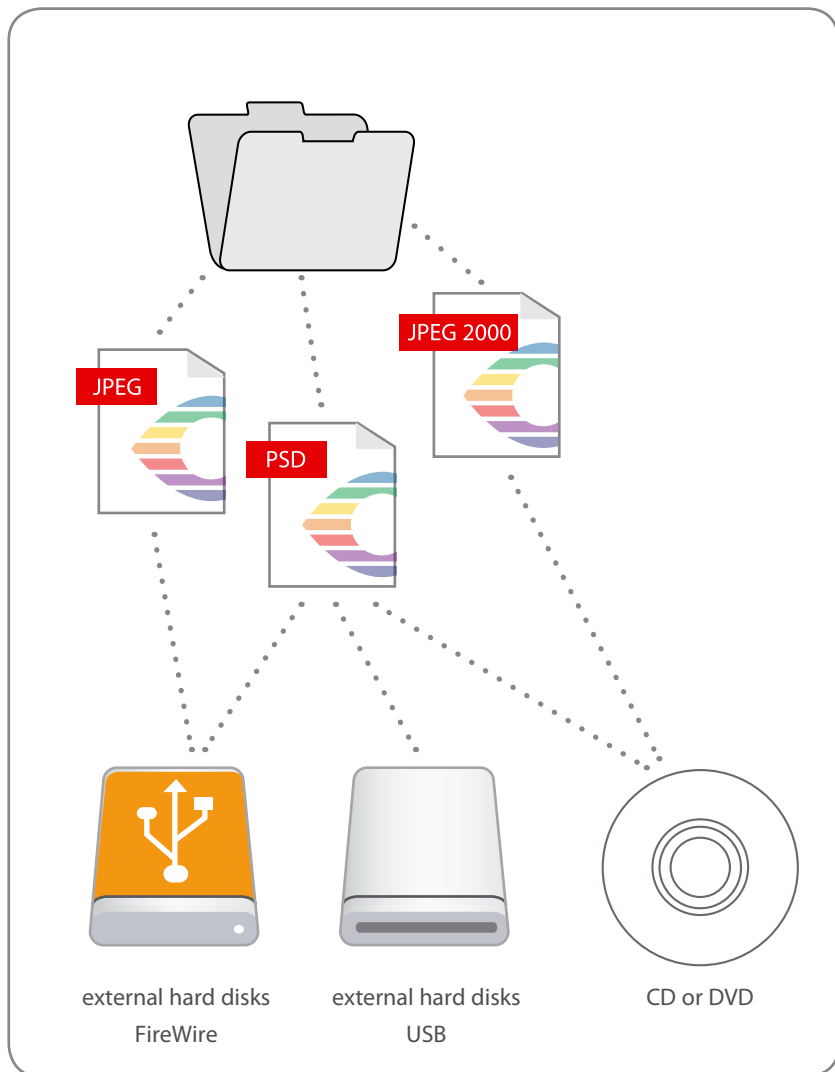 JPEG 2000
JPEG
PSD
external hard disks
FireWire
external hard disks
USB
CD or DVD